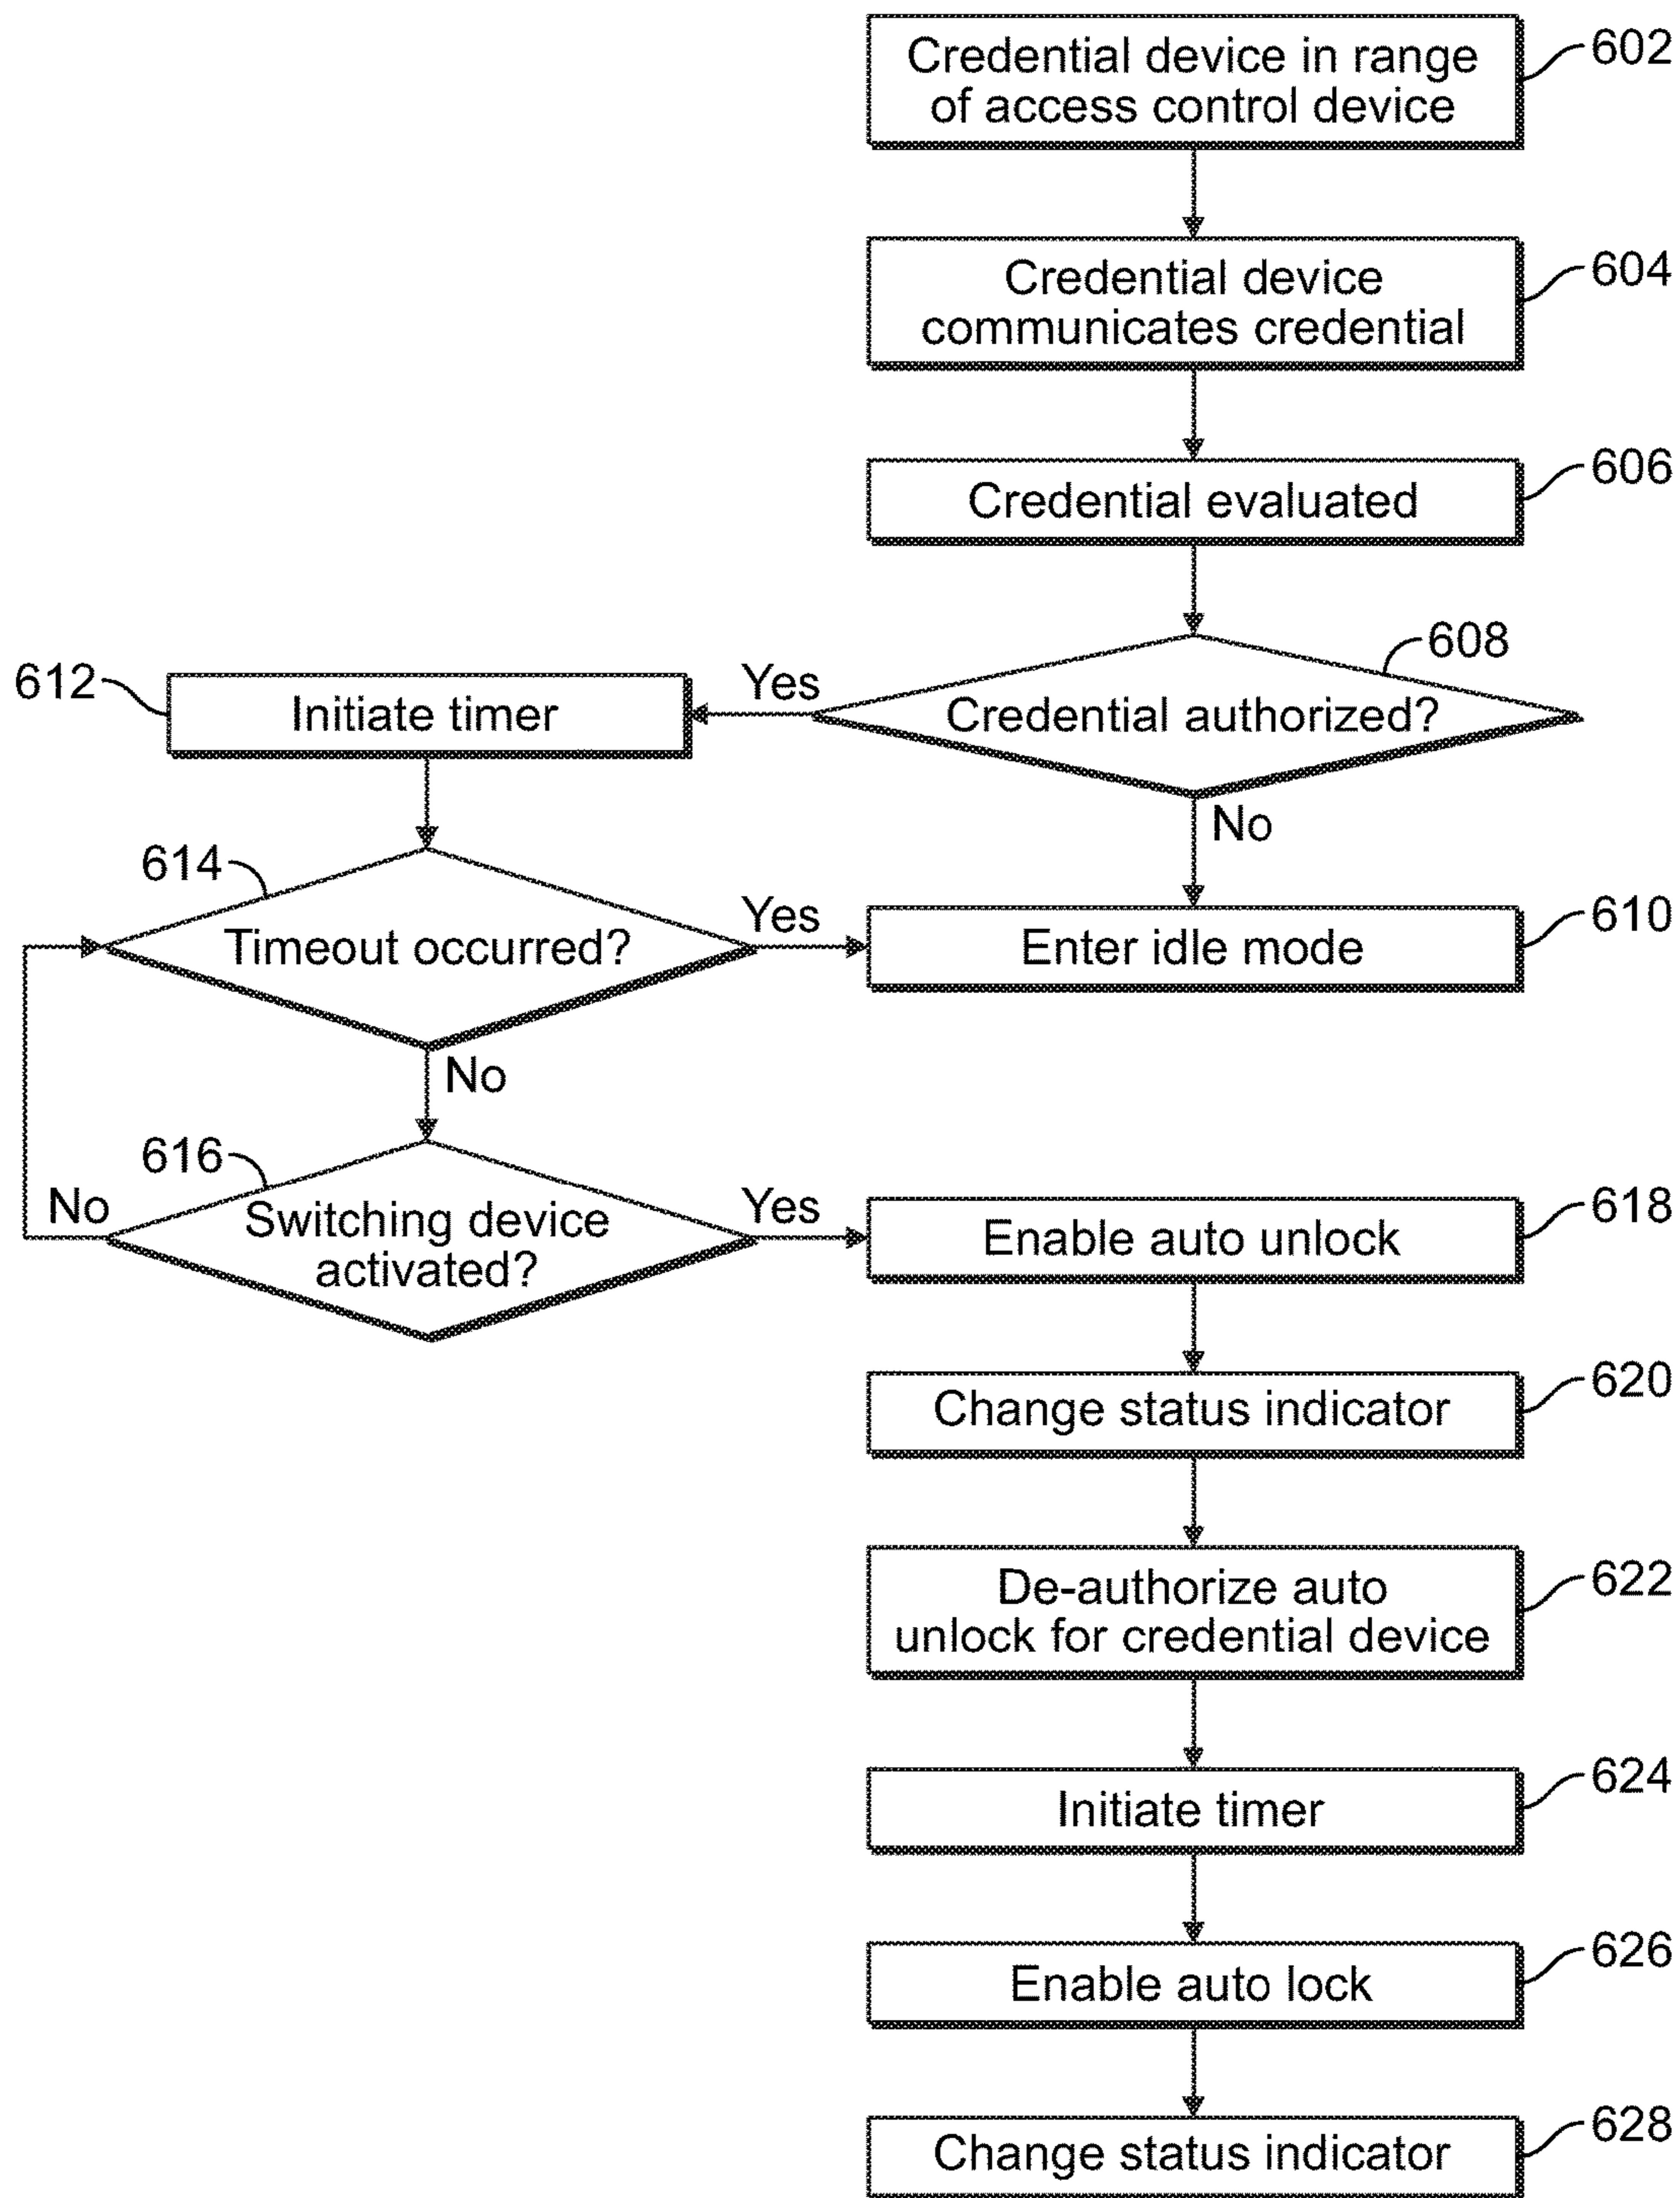 Credential device in range
of access control device
602
Credential device
communicates credential
604
Credential evaluated
606
608
Credential authorized?
Yes
No
612
Initiate timer
614
Timeout occurred?
Yes
No
Enter idle mode
610
616
Switching device
activated?
No
Yes
Enable auto unlock
618
Change status indicator
620
De-authorize auto
unlock for credential device
622
Initiate timer
624
Enable auto lock
626
Change status indicator
628